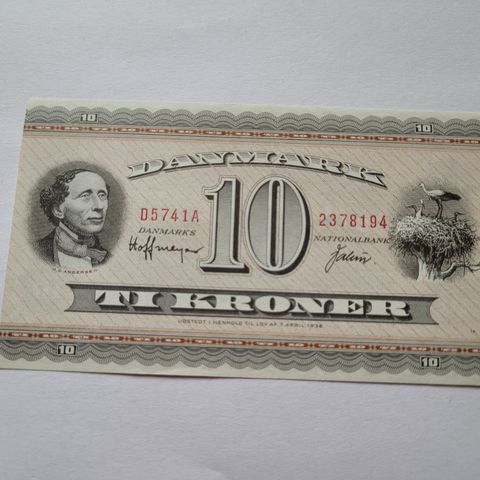 10 10
DANMARK
D5741A 10 2378194
DANMARKS NATIONALBANK
Hoffmeyer
H.C. ANDERSEN
TI KRONER
UDSTEDT I HENHOLD TIL LOV AF 7. APRIL 1936
10 10